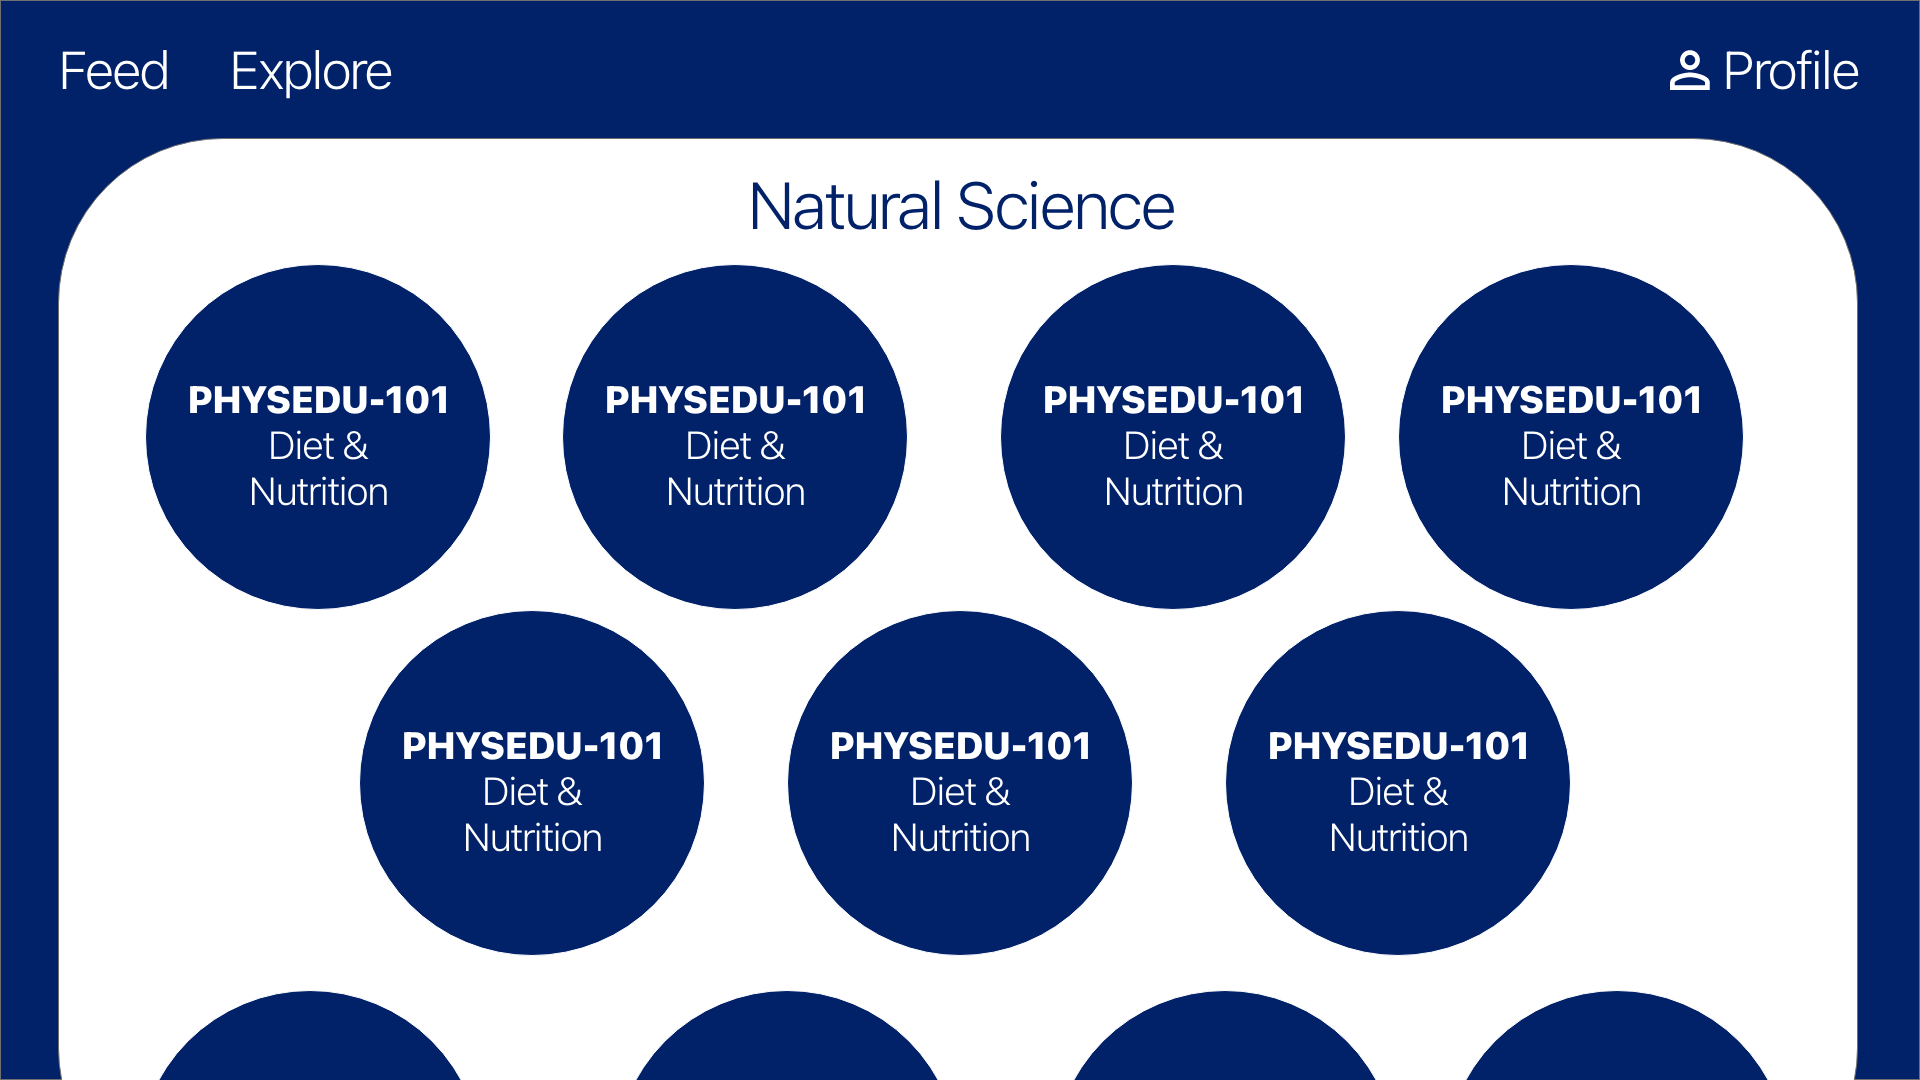 Feed Explore Profile
Natural Science
PHYSEDU-101
Diet &
Nutrition
PHYSEDU-101
Diet &
Nutrition
PHYSEDU-101
Diet &
Nutrition
PHYSEDU-101
Diet &
Nutrition
PHYSEDU-101
Diet &
Nutrition
PHYSEDU-101
Diet &
Nutrition
PHYSEDU-101
Diet &
Nutrition